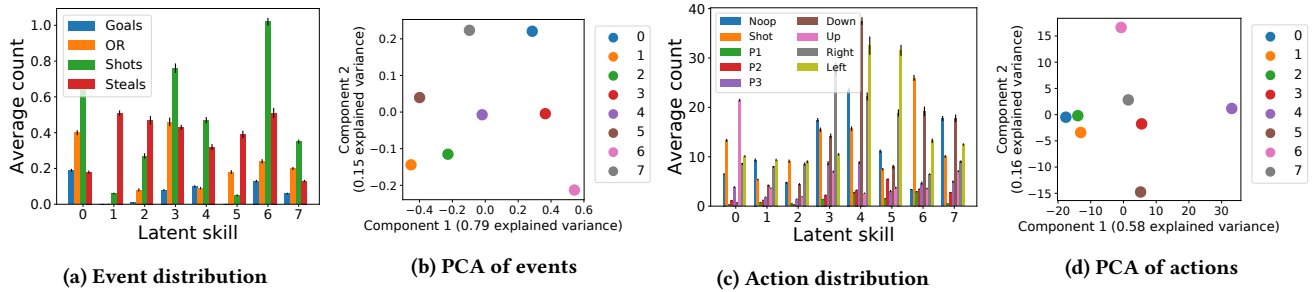 Goals
OR
Shots
Steals
Average count
1.0
0.8
0.6
0.4
0.2
0.0
0 1 2 3 4 5 6 7
Latent skill
(a) Event distribution
Component 2
(0.15 explained variance)
0.2
0.1
0.0
−0.1
−0.2
−0.4 −0.2 0.0 0.2 0.4 0.6
Component 1 (0.79 explained variance)
0
1
2
3
4
5
6
7
(b) PCA of events
Noop
Shot
P1
P2
P3
Down
Up
Right
Left
Average count
30
20
10
0
0 1 2 3 4 5 6 7
Latent skill
(c) Action distribution
Component 2
(0.16 explained variance)
15
10
5
0
−5
−10
−15
−20 −10 0 10 20 30
Component 1 (0.58 explained variance)
0
1
2
3
4
5
6
7
(d) PCA of actions